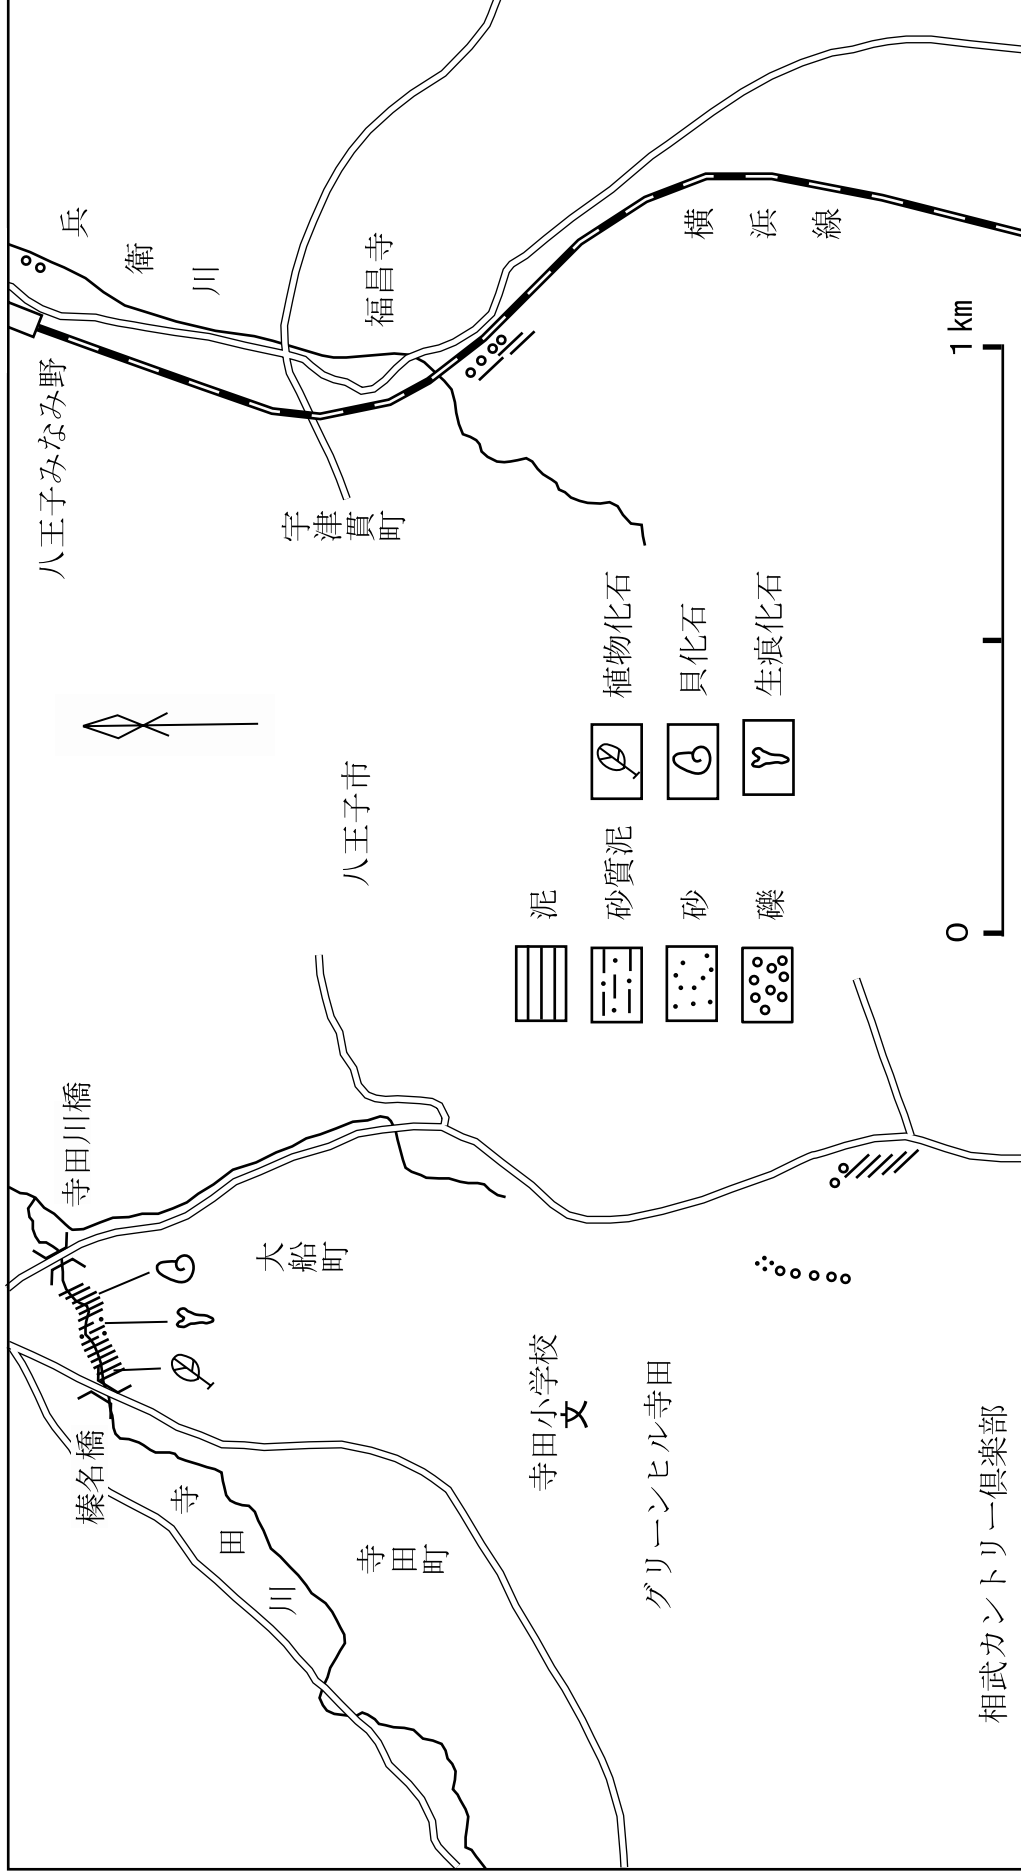 寺田川橋
榛名橋
寺田川
大船町
寺田町
寺田小学校
文
グリーンヒル寺田
相武カントリー倶楽部
八王子市
八王子みなみ野
兵衛川
宇津貫町
福昌寺
横浜線
泥
砂質泥
砂
礫
植物化石
貝化石
生痕化石
0
1km